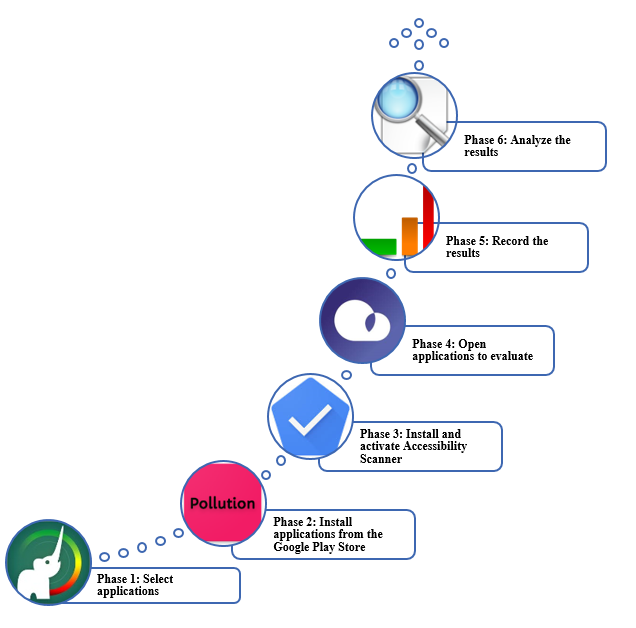 Phase 6: Analyze the
results
Phase 5: Record the
results
Phase 4: Open
applications to evaluate
Phase 3: Install and
activate Accessibility
Scanner
Pollution
Phase 2: Install
applications from the
Google Play Store
Phase 1: Select
applications